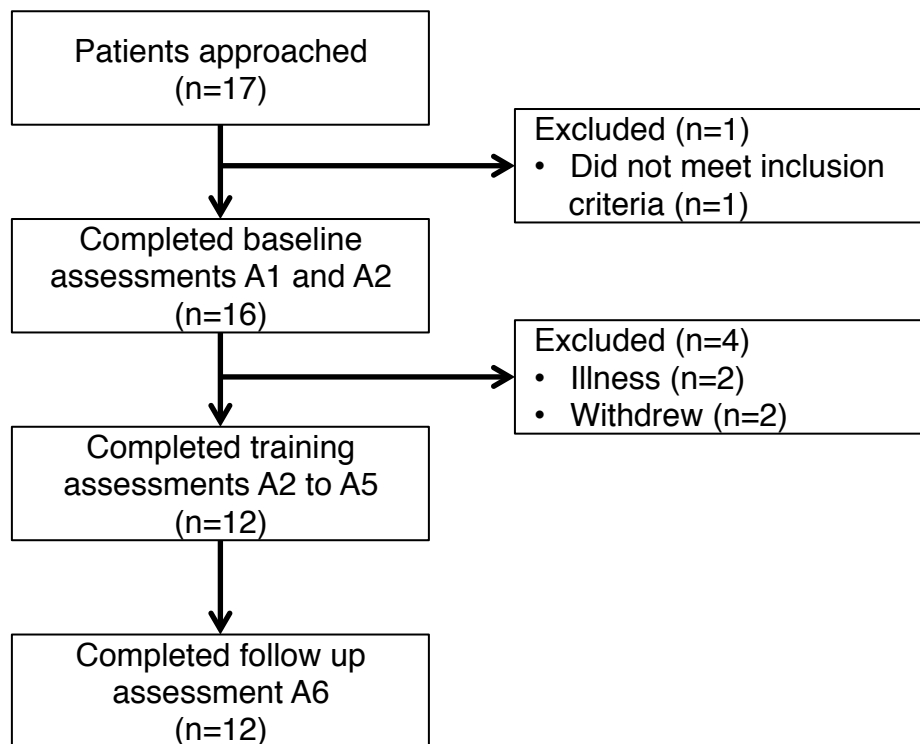 Patients approached
(n=17)
Excluded (n=1)
• Did not meet inclusion
criteria (n=1)
Completed baseline
assessments A1 and A2
(n=16)
Excluded (n=4)
• Illness (n=2)
• Withdrew (n=2)
Completed training
assessments A2 to A5
(n=12)
Completed follow up
assessment A6
(n=12)